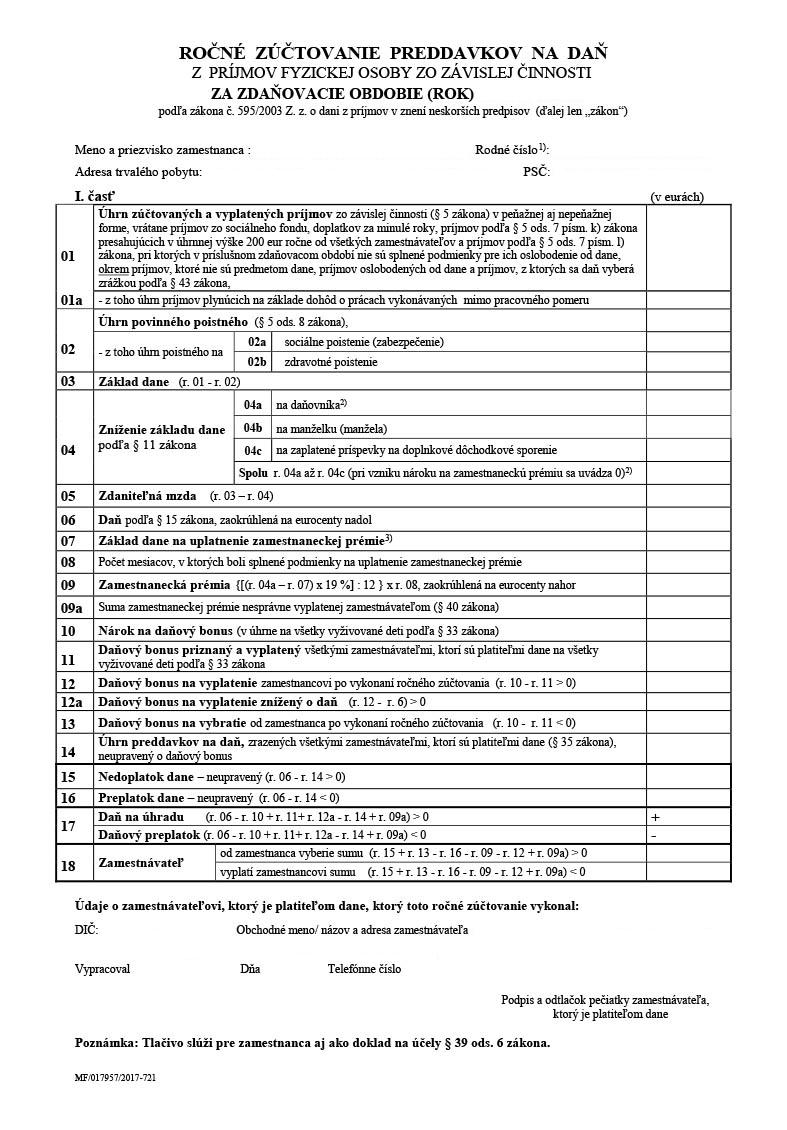 ROČNÉ ZÚČTOVANIE PREDDAVKOV NA DAŇ
Z PRÍJMOV FYZICKEJ OSOBY ZO ZÁVISLEJ ČINNOSTI
ZA ZDAŇOVACIE OBDOBIE (ROK)
podľa zákona č. 595/2003 Z. z. o dani z príjmov v znení neskorších predpisov (ďalej len „zákon“)
Meno a priezvisko zamestnanca : Rodné číslo1):
Adresa trvalého pobytu: PSČ:
I. časť (v eurách)
01 Úhrn zúčtovaných a vyplatených príjmov zo závislej činnosti (§ 5 zákona) v peňažnej aj nepeňažnej
forme, vrátane príjmov zo sociálneho fondu, doplatkov za minulé roky, príjmov podľa § 5 ods. 7 písm. k) zákona
presahujúcich v úhrnnej výške 200 eur ročne od všetkých zamestnávateľov a príjmov podľa § 5 ods. 7 písm. l)
zákona, pri ktorých v príslušnom zdaňovacom období nie sú splnené podmienky pre ich oslobodenie od dane,
okrem príjmov, ktoré nie sú predmetom dane, príjmov oslobodených od dane a príjmov, z ktorých sa daň vyberá
zrážkou podľa § 43 zákona,
01a - z toho úhrn príjmov plynúcich na základe dohôd o prácach vykonávaných mimo pracovného pomeru
02 Úhrn povinného poistného (§ 5 ods. 8 zákona),
- z toho úhrn poistného na 02a sociálne poistenie (zabezpečenie)
02b zdravotné poistenie
03 Základ dane (r. 01 - r. 02)
04 Zníženie základu dane podľa § 11 zákona 04a na daňovníka2)
04b na manželku (manžela)
04c na zaplatené príspevky na doplnkové dôchodkové sporenie
Spolu r. 04a až r. 04c (pri vzniku nároku na zamestnaneckú prémiu sa uvádza 0)2)
05 Zdaniteľná mzda (r. 03 – r. 04)
06 Daň podľa § 15 zákona, zaokrúhlená na eurocenty nadol
07 Základ dane na uplatnenie zamestnaneckej prémie3)
08 Počet mesiacov, v ktorých boli splnené podmienky na uplatnenie zamestnaneckej prémie
09 Zamestnanecká prémia {[(r. 04a – r. 07) x 19 %] : 12 } x r. 08, zaokrúhlená na eurocenty nahor
09a Suma zamestnaneckej prémie nesprávne vyplatenej zamestnávateľom (§ 40 zákona)
10 Nárok na daňový bonus (v úhrne na všetky vyživované deti podľa § 33 zákona)
11 Daňový bonus priznaný a vyplatený všetkými zamestnávateľmi, ktorí sú platiteľmi dane na všetky
vyživované deti podľa § 33 zákona
12 Daňový bonus na vyplatenie zamestnancovi po vykonaní ročného zúčtovania (r. 10 - r. 11 > 0)
12a Daňový bonus na vyplatenie znížený o daň (r. 12 - r. 6) > 0
13 Daňový bonus na vybratie od zamestnanca po vykonaní ročného zúčtovania (r. 10 - r. 11 < 0)
14 Úhrn preddavkov na daň, zrazených všetkými zamestnávateľmi, ktorí sú platiteľmi dane (§ 35 zákona),
neupravený o daňový bonus
15 Nedoplatok dane – neupravený (r. 06 - r. 14 > 0)
16 Preplatok dane – neupravený (r. 06 - r. 14 < 0)
17 Daň na úhradu (r. 06 - r. 10 + r. 11+ r. 12a - r. 14 + r. 09a) > 0 +
Daňový preplatok (r. 06 - r. 10 + r. 11+ r. 12a - r. 14 + r. 09a) < 0 -
18 Zamestnávateľ od zamestnanca vyberie sumu (r. 15 + r. 13 - r. 16 - r. 09 - r. 12 + r. 09a) > 0
vyplatí zamestnancovi sumu (r. 15 + r. 13 - r. 16 - r. 09 - r. 12 + r. 09a) < 0
Údaje o zamestnávateľovi, ktorý je platiteľom dane, ktorý toto ročné zúčtovanie vykonal:
DIČ: Obchodné meno/ názov a adresa zamestnávateľa
Vypracoval Dňa Telefónne číslo
Podpis a odtlačok pečiatky zamestnávateľa,
ktorý je platiteľom dane
Poznámka: Tlačivo slúži pre zamestnanca aj ako doklad na účely § 39 ods. 6 zákona.
MF/017957/2017-721